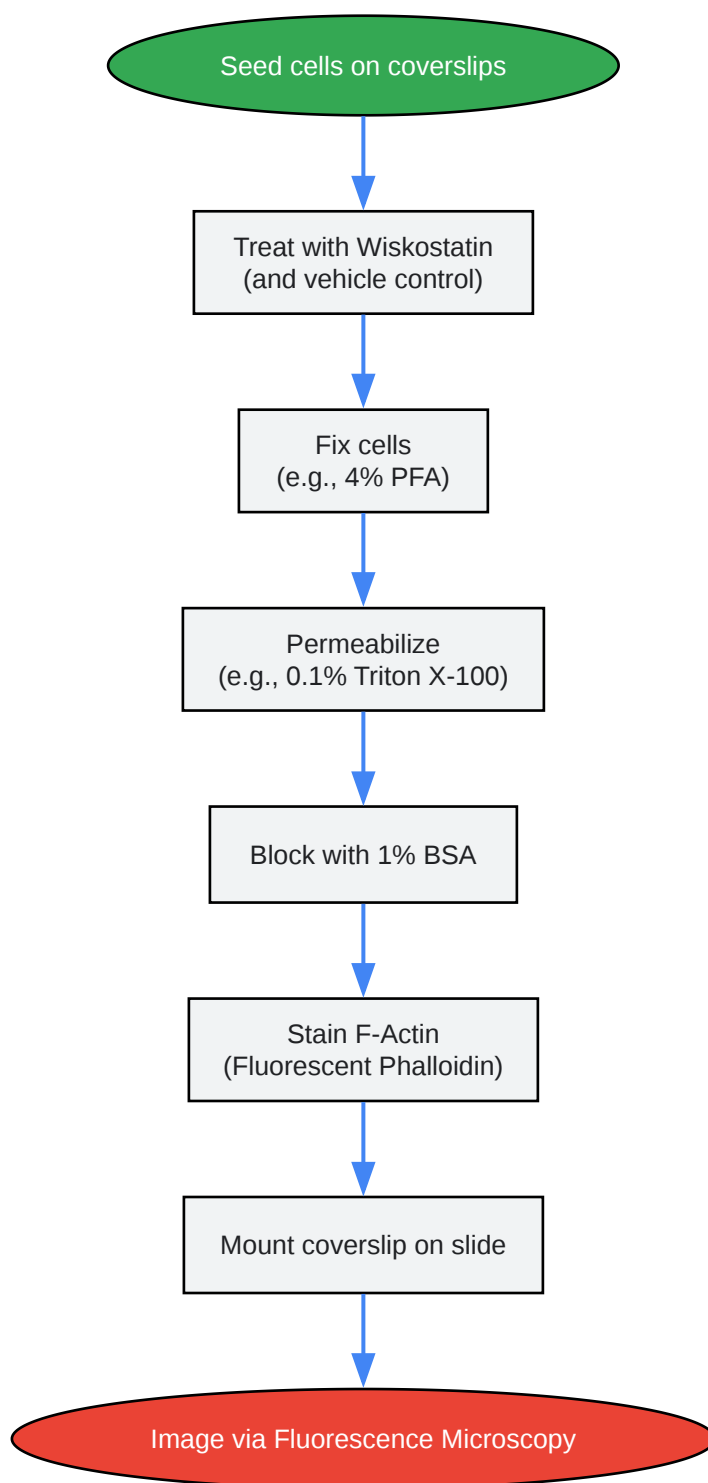 Seed cells on coverslips
Treat with Wiskostatin
(and vehicle control)
Fix cells
(e.g., 4% PFA)
Permeabilize
(e.g., 0.1% Triton X-100)
Block with 1% BSA
Stain F-Actin
(Fluorescent Phalloidin)
Mount coverslip on slide
Image via Fluorescence Microscopy